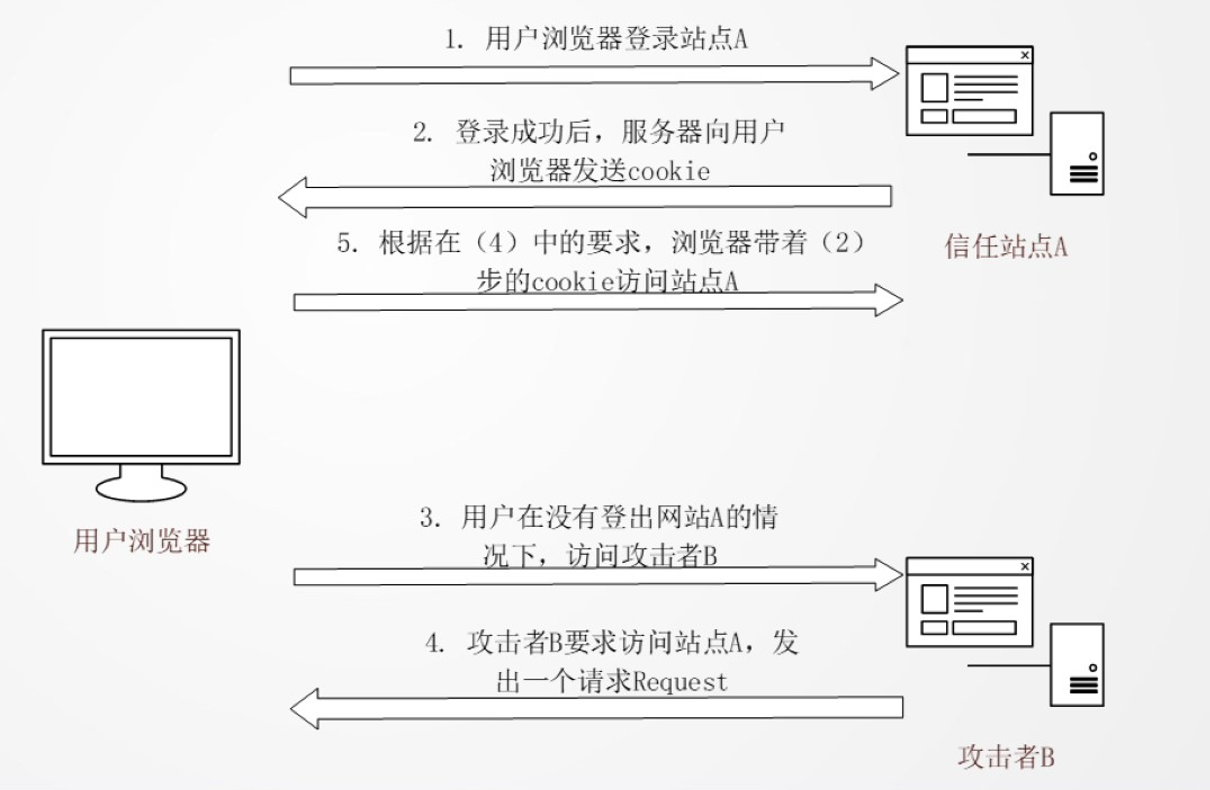 1. 用户浏览器登录站点A
2. 登录成功后，服务器向用户
浏览器发送cookie
5. 根据在（4）中的要求，浏览器带着（2）
步的cookie访问站点A
信任站点A
用户浏览器
3. 用户在没有登出网站A的情
况下，访问攻击者B
4. 攻击者B要求访问站点A，发
出一个请求Request
攻击者B